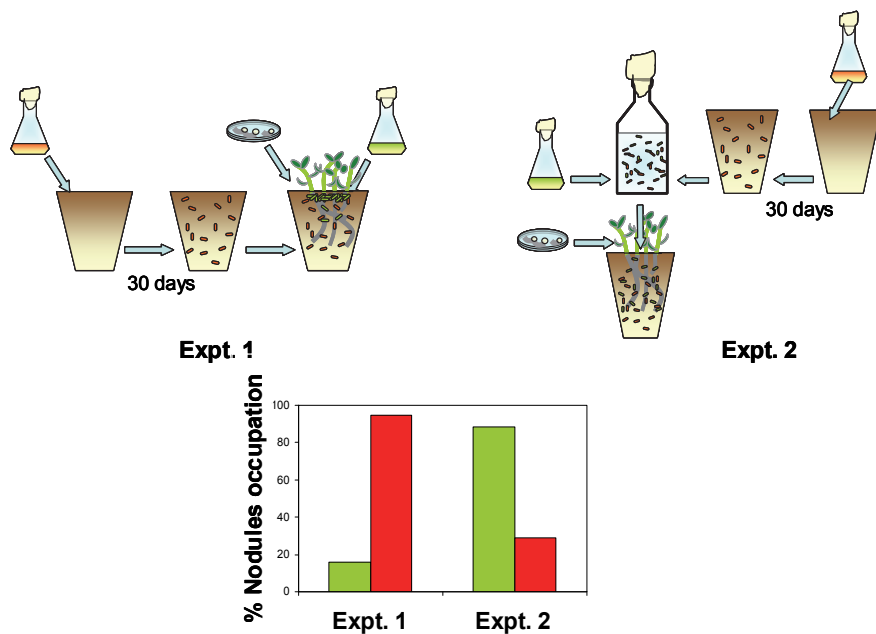 30 days
30 days
Expt. 1
Expt. 2
% Nodules occupation
100
80
60
40
20
0
Expt. 1
Expt. 2